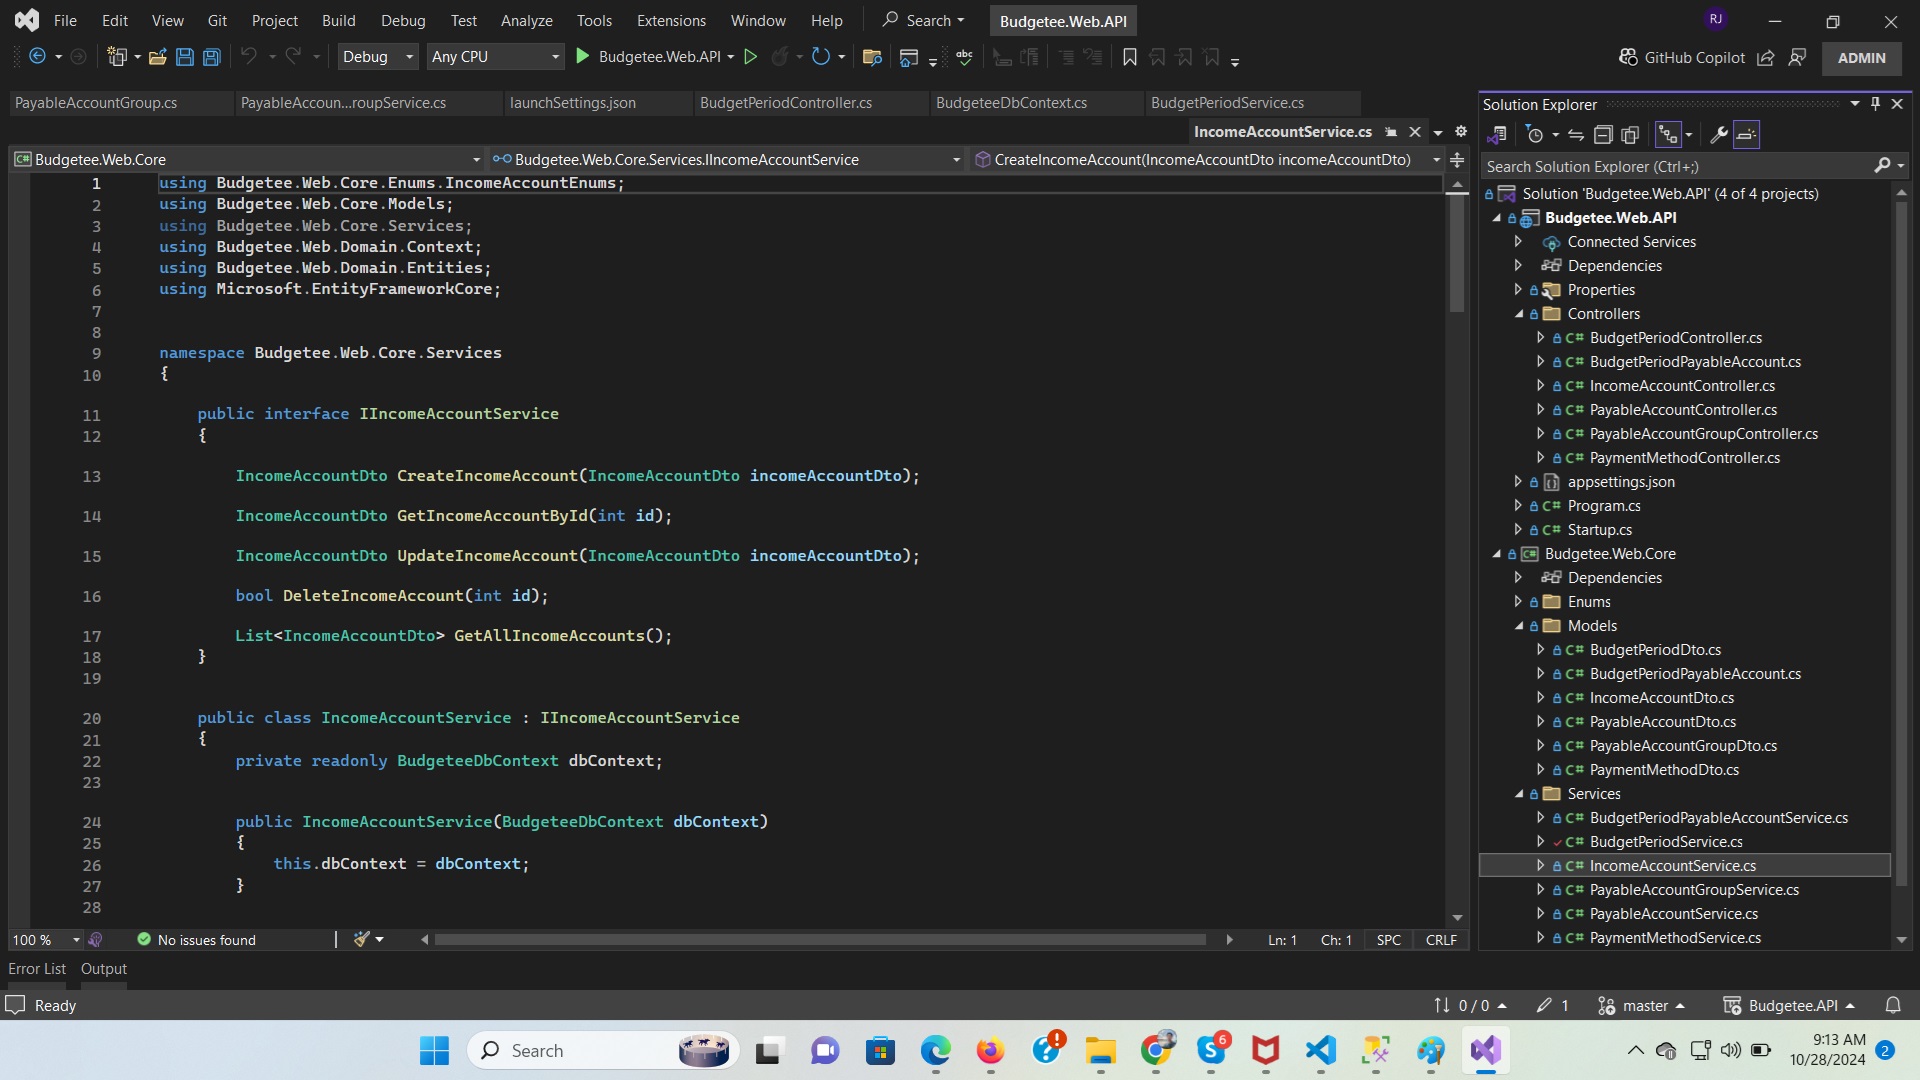 File Edit View Git Project Build Debug Test Analyze Tools Extensions Window Help Search Budgetee.Web.API RJ
Debug Any CPU Budgetee.Web.API abc GitHub Copilot ADMIN
PayableAccountGroup.cs PayableAccoun...roupService.cs launchSettings.json BudgetPeriodController.cs BudgeteeDbContext.cs BudgetPeriodService.cs
IncomeAccountService.cs
Budgetee.Web.Core Budgetee.Web.Core.Services.IIncomeAccountService CreateIncomeAccount(IncomeAccountDto incomeAccountDto)
1 using Budgetee.Web.Core.Enums.IncomeAccountEnums;
2 using Budgetee.Web.Core.Models;
3 using Budgetee.Web.Core.Services;
4 using Budgetee.Web.Domain.Context;
5 using Budgetee.Web.Domain.Entities;
6 using Microsoft.EntityFrameworkCore;
7
8
9 namespace Budgetee.Web.Core.Services
10 {
11 public interface IIncomeAccountService
12 {
13 IncomeAccountDto CreateIncomeAccount(IncomeAccountDto incomeAccountDto);
14 IncomeAccountDto GetIncomeAccountById(int id);
15 IncomeAccountDto UpdateIncomeAccount(IncomeAccountDto incomeAccountDto);
16 bool DeleteIncomeAccount(int id);
17 List<IncomeAccountDto> GetAllIncomeAccounts();
18 }
19
20 public class IncomeAccountService : IIncomeAccountService
21 {
22 private readonly BudgeteeDbContext dbContext;
23
24 public IncomeAccountService(BudgeteeDbContext dbContext)
25 {
26 this.dbContext = dbContext;
27 }
28
100 % No issues found Ln: 1 Ch: 1 SPC CRLF
Error List Output
Solution Explorer
Search Solution Explorer (Ctrl+;)
Solution 'Budgetee.Web.API' (4 of 4 projects)
Budgetee.Web.API
Connected Services
Dependencies
Properties
Controllers
C# BudgetPeriodController.cs
C# BudgetPeriodPayableAccount.cs
C# IncomeAccountController.cs
C# PayableAccountController.cs
C# PayableAccountGroupController.cs
C# PaymentMethodController.cs
appsettings.json
C# Program.cs
C# Startup.cs
C# Budgetee.Web.Core
Dependencies
Enums
Models
C# BudgetPeriodDto.cs
C# BudgetPeriodPayableAccount.cs
C# IncomeAccountDto.cs
C# PayableAccountDto.cs
C# PayableAccountGroupDto.cs
C# PaymentMethodDto.cs
Services
C# BudgetPeriodPayableAccountService.cs
C# BudgetPeriodService.cs
C# IncomeAccountService.cs
C# PayableAccountGroupService.cs
C# PayableAccountService.cs
C# PaymentMethodService.cs
Ready 0 / 0 1 master Budgetee.API
Search 6 9:13 AM
10/28/2024 2